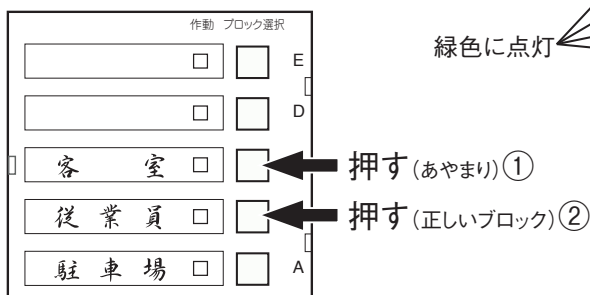 作動 ブロック選択
E
緑色に点灯
D
客室
押す(あやまり)①
従業員
押す(正しいブロック)②
駐車場
A